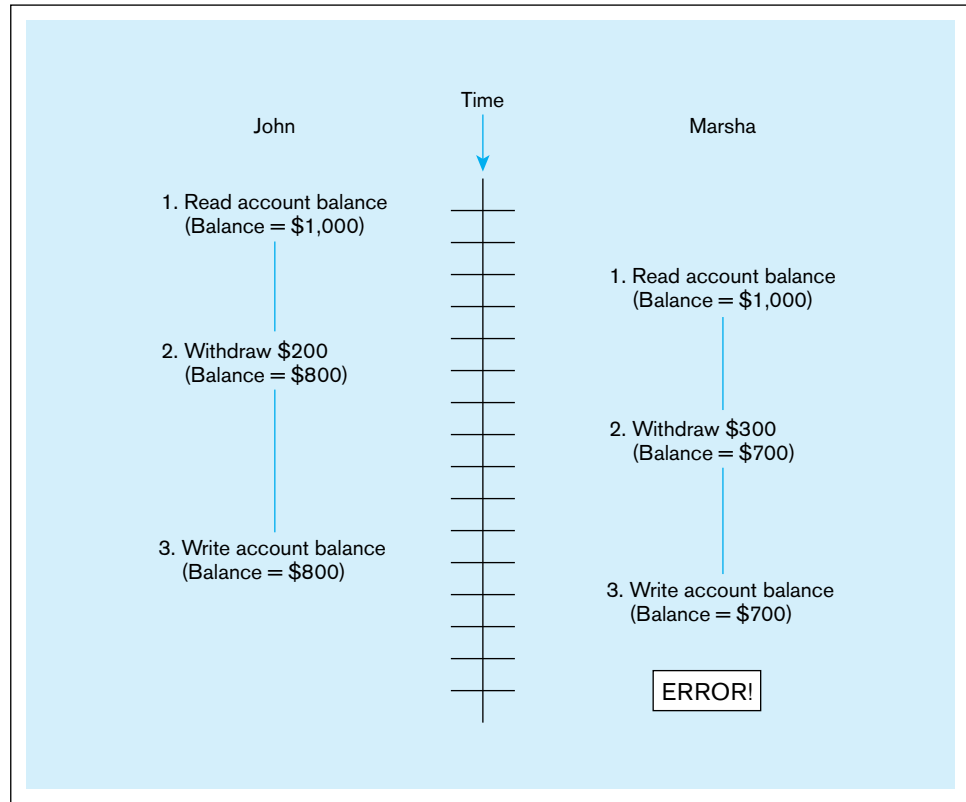 Time
John
Marsha
1. Read account balance
(Balance = $1,000)
1. Read account balance
(Balance = $1,000)
2. Withdraw $200
(Balance = $800)
2. Withdraw $300
(Balance = $700)
3. Write account balance
(Balance = $800)
3. Write account balance
(Balance = $700)
ERROR!